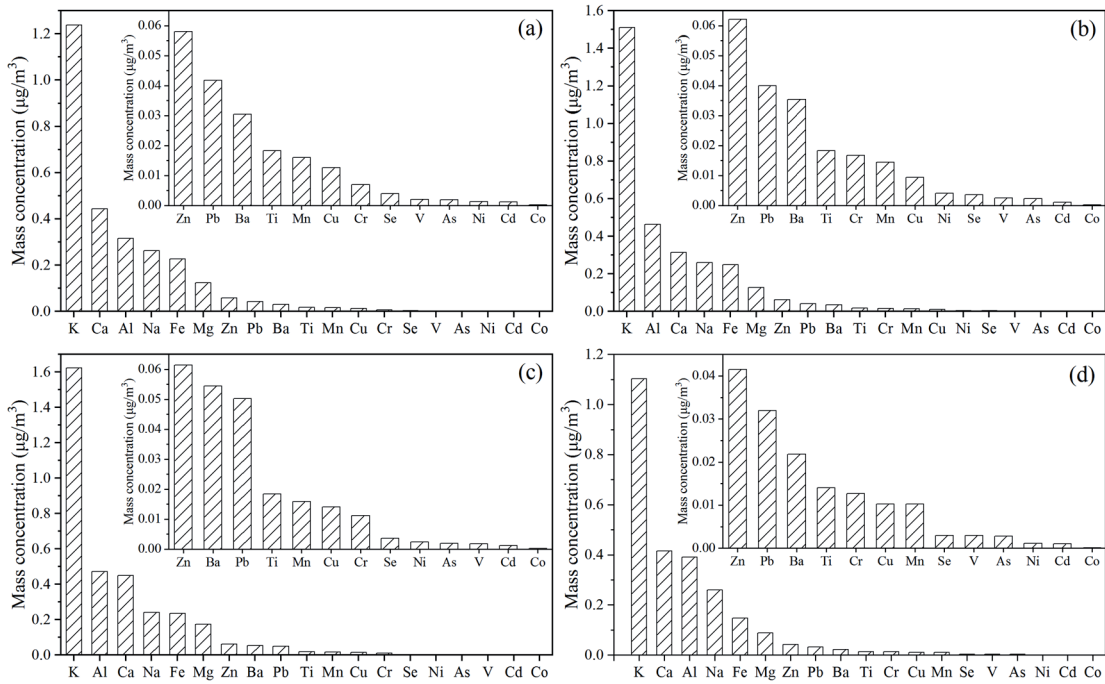 (a)
Mass concentration (μg/m³)
1.2
1.0
0.8
0.6
0.4
0.2
0.0
K Ca Al Na Fe Mg Zn Pb Ba Ti Mn Cu Cr Se V As Ni Cd Co
Mass concentration (μg/m³)
0.06
0.05
0.04
0.03
0.02
0.01
0.00
Zn Pb Ba Ti Mn Cu Cr Se V As Ni Cd Co
(b)
Mass concentration (μg/m³)
1.6
1.4
1.2
1.0
0.8
0.6
0.4
0.2
0.0
K Al Ca Na Fe Mg Zn Pb Ba Ti Cr Mn Cu Ni Se V As Cd Co
Mass concentration (μg/m³)
0.06
0.05
0.04
0.03
0.02
0.01
0.00
Zn Pb Ba Ti Cr Mn Cu Ni Se V As Cd Co
(c)
Mass concentration (μg/m³)
1.6
1.4
1.2
1.0
0.8
0.6
0.4
0.2
0.0
K Al Ca Na Fe Mg Zn Ba Pb Ti Mn Cu Cr Se Ni As V Cd Co
Mass concentration (μg/m³)
0.06
0.05
0.04
0.03
0.02
0.01
0.00
Zn Ba Pb Ti Mn Cu Cr Se Ni As V Cd Co
(d)
Mass concentration (μg/m³)
1.2
1.0
0.8
0.6
0.4
0.2
0.0
K Ca Al Na Fe Mg Zn Pb Ba Ti Cr Cu Mn Se V As Ni Cd Co
Mass concentration (μg/m³)
0.04
0.03
0.02
0.01
0.00
Zn Pb Ba Ti Cr Cu Mn Se V As Ni Cd Co